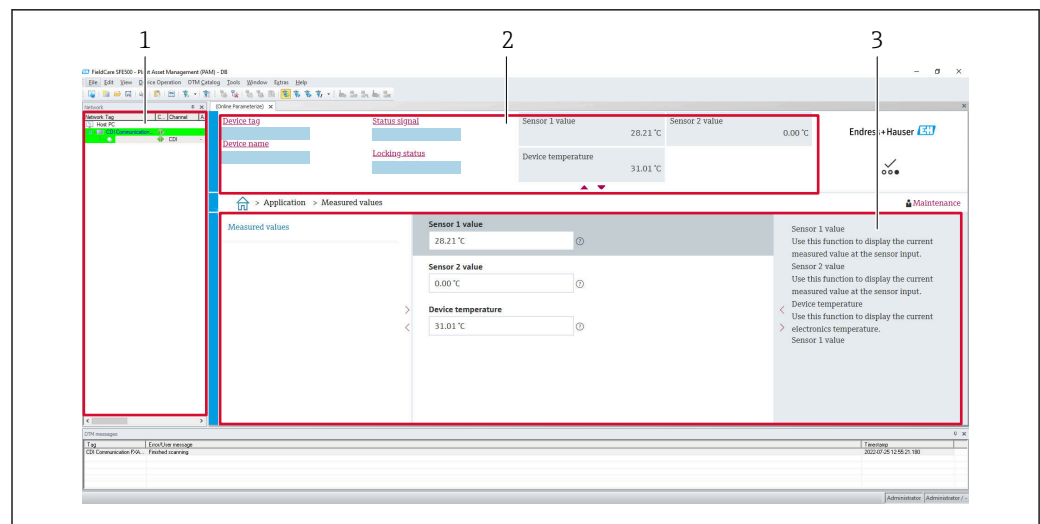 1
2
3
FieldCare SFE500 - Pl t Asset Management (PAM) - DB
File Edit View D ice Operation DTM Catalog Tools Window Extras Help
Network
(Online Parameterize)
Network Tag C... Channel A
Host PC
CDI Communication
CDI
Device tag
Device name
Status signal
Locking status
Sensor 1 value
28.21 °C
Sensor 2 value
0.00 °C
Device temperature
31.01 °C
Endress+Hauser
> Application > Measured values
Maintenance
Measured values
Sensor 1 value
28.21 °C
Sensor 2 value
0.00 °C
Device temperature
31.01 °C
Sensor 1 value
Use this function to display the current
measured value at the sensor input.
Sensor 2 value
Use this function to display the current
measured value at the sensor input.
Device temperature
Use this function to display the current
electronics temperature.
Sensor 1 value
DTM messages
Tag Error/User message Timestamp
CDI Communication FXA... Finished scanning 2022-07-25 12:55:21.180
Administrator Administrator / -